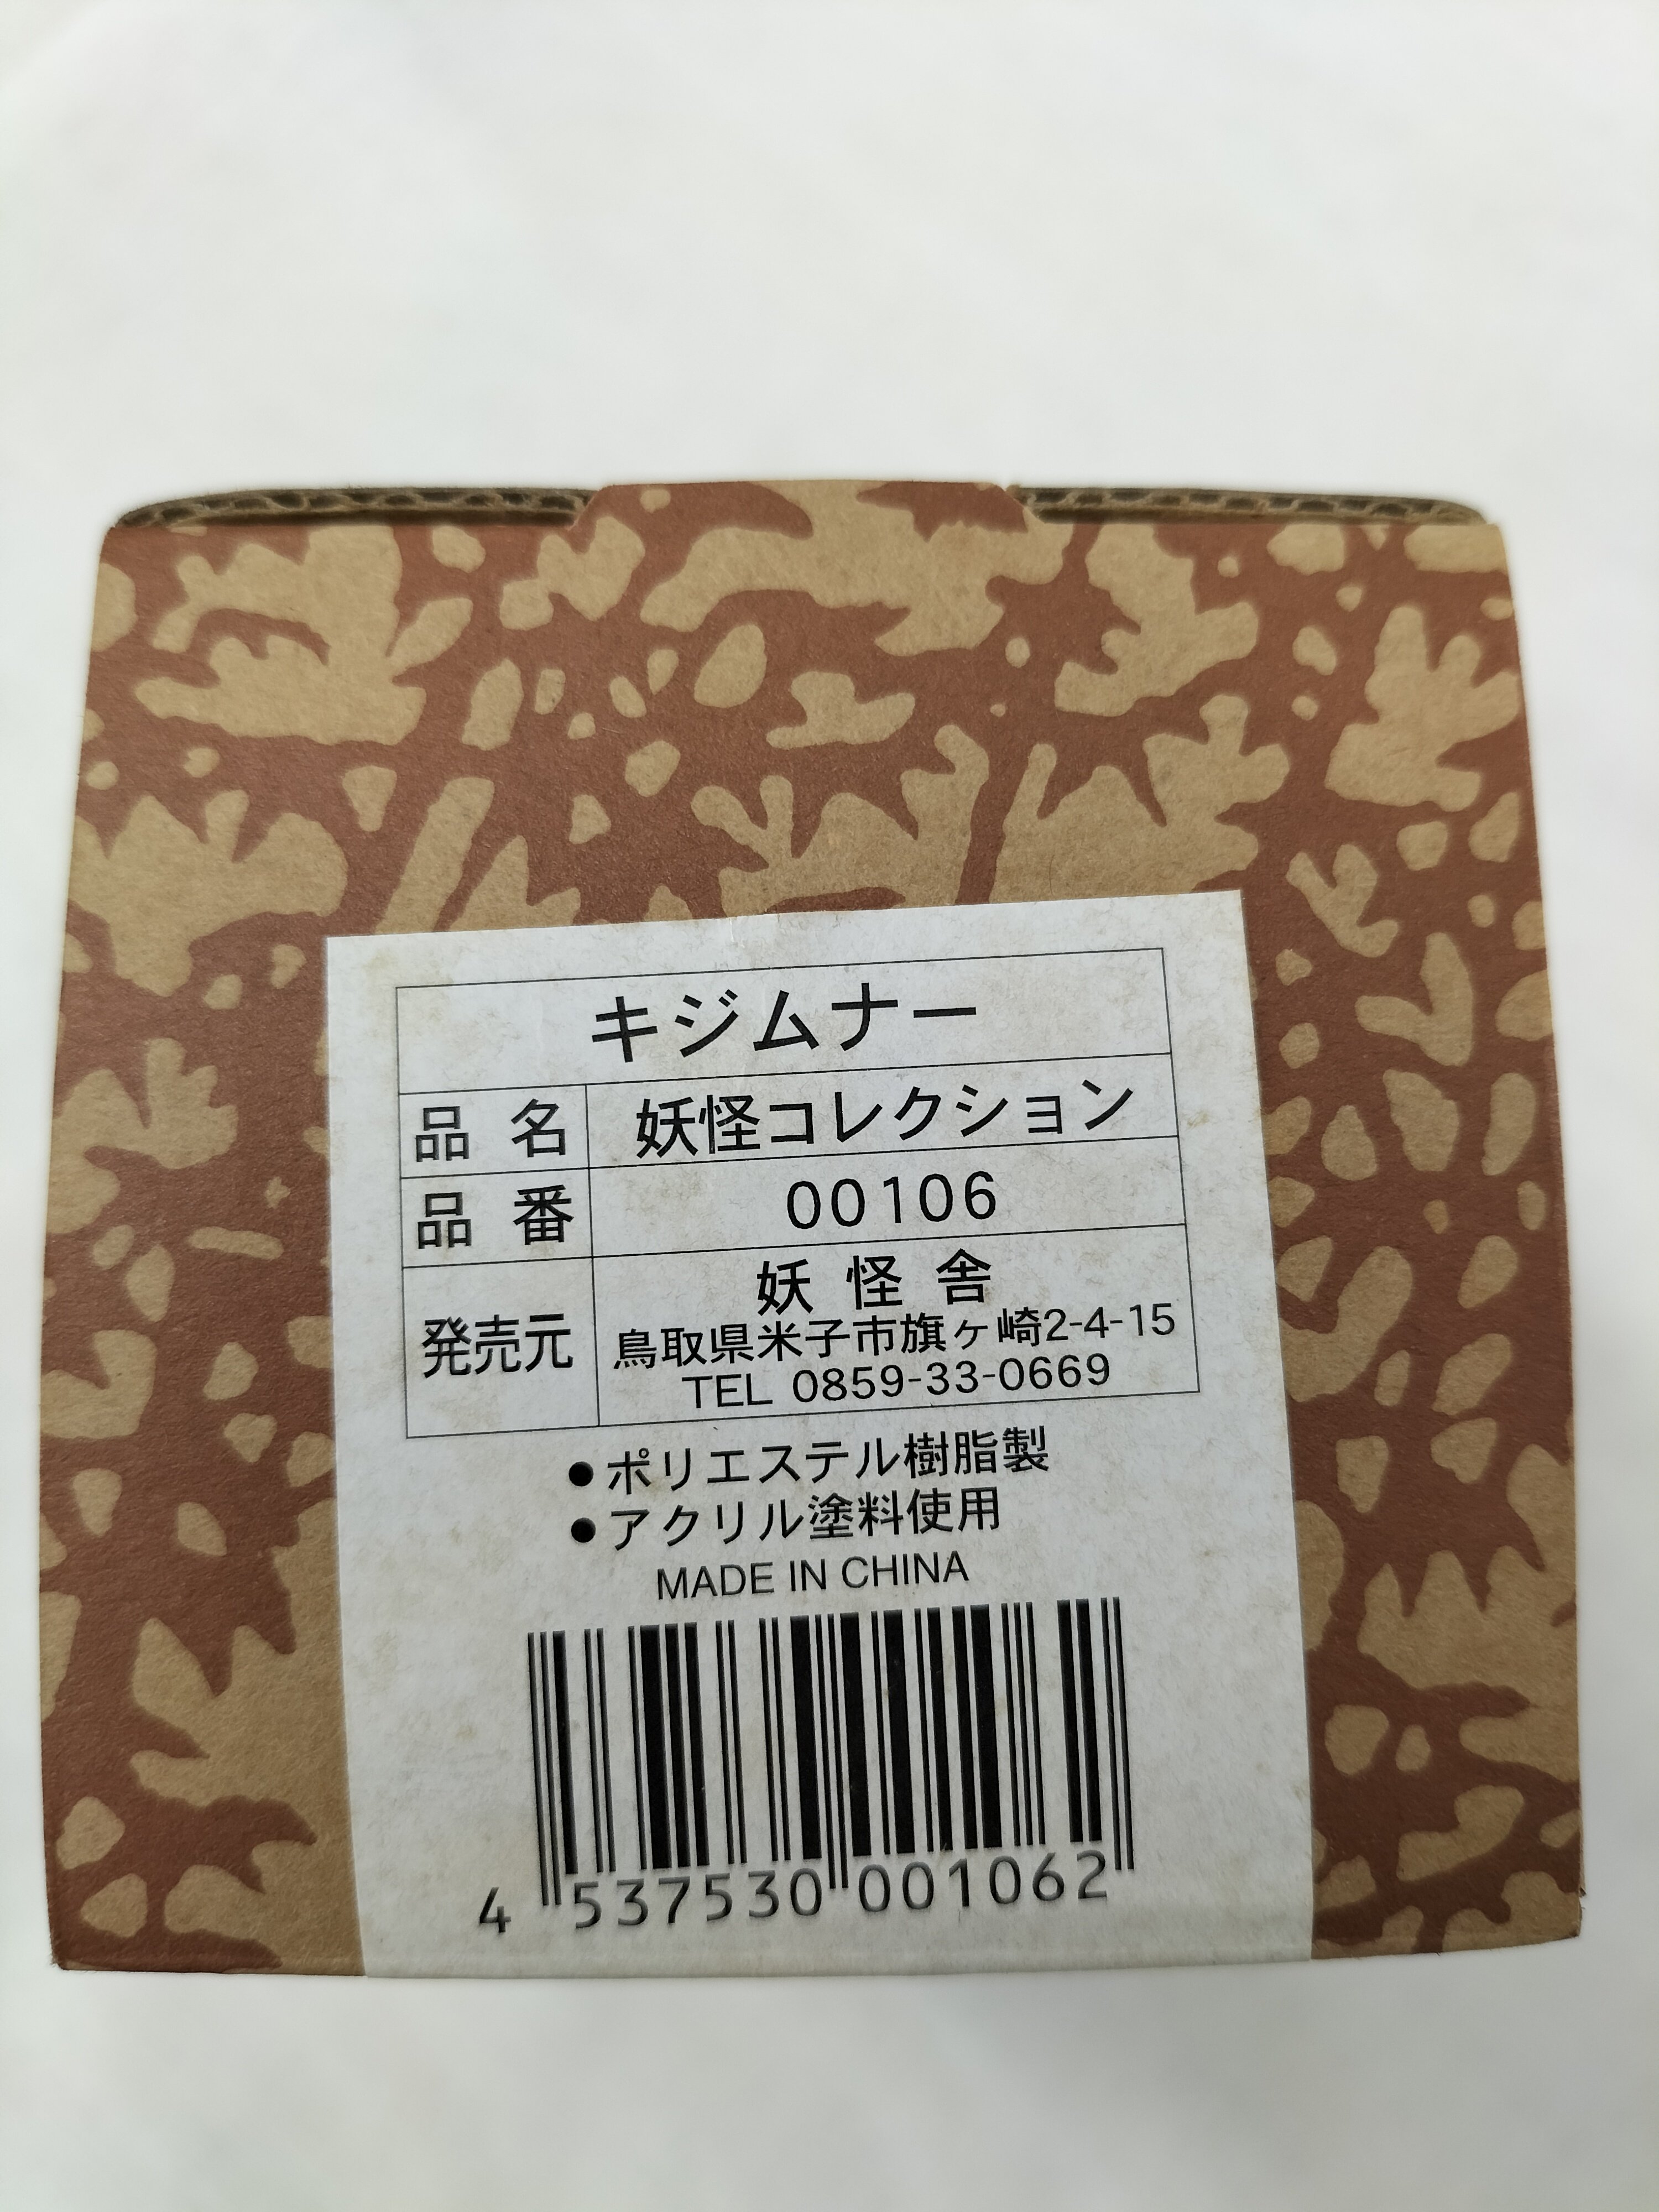 キジムナー
品名 妖怪コレクション
品番 00106
発売元 妖怪舎
鳥取県米子市旗ヶ崎2-4-15
TEL 0859-33-0669
●ポリエステル樹脂製
●アクリル塗料使用
MADE IN CHINA
4 537530 001062